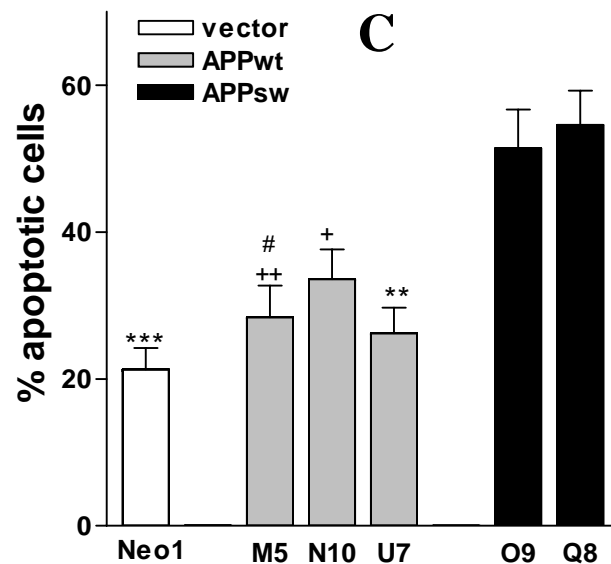 C
vector
APPwt
APPsw
% apoptotic cells
60
40
20
0
***
#
++
+
**
Neo1 M5 N10 U7 O9 Q8